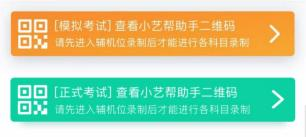 [模拟考试] 查看小艺帮助手二维码
请先进入辅机位录制后才能进行各科目录制
[正式考试] 查看小艺帮助手二维码
请先进入辅机位录制后才能进行各科目录制